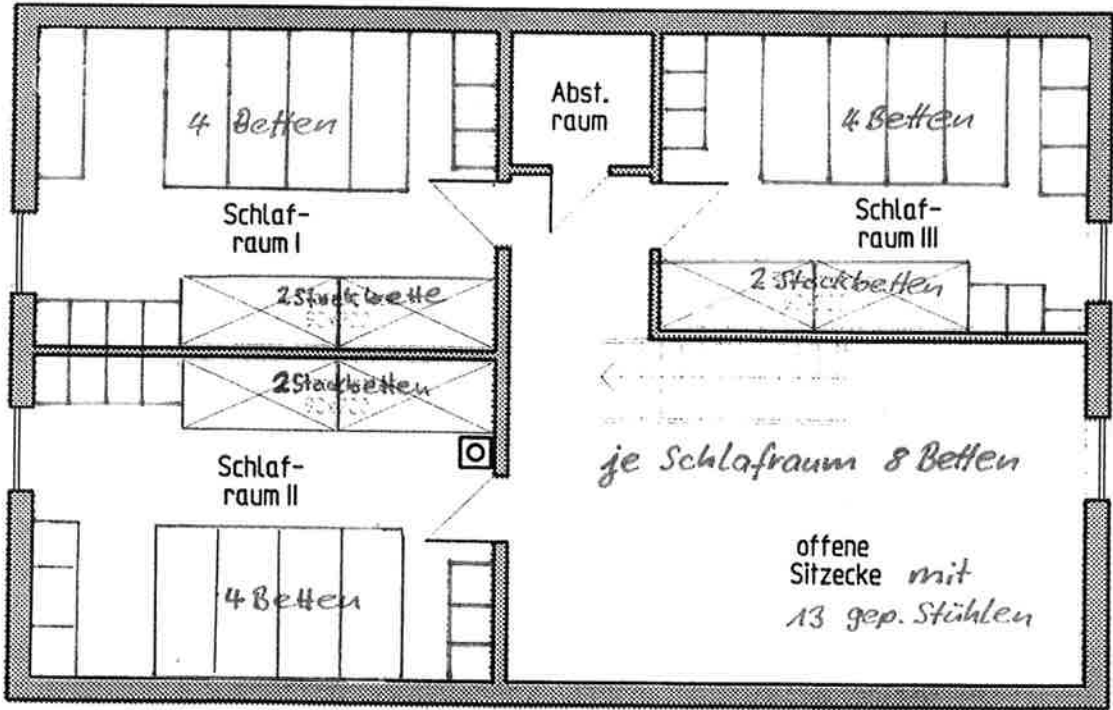 4 Betten
Abst.
raum
4 Betten
Schlaf-
raum I
Schlaf-
raum III
2 Stockbette
2 Stockbetten
2 Stockbetten
Schlaf-
raum II
je Schlafraum 8 Betten
offene
Sitzecke mit
13 gep. Stühlen
4 Betten